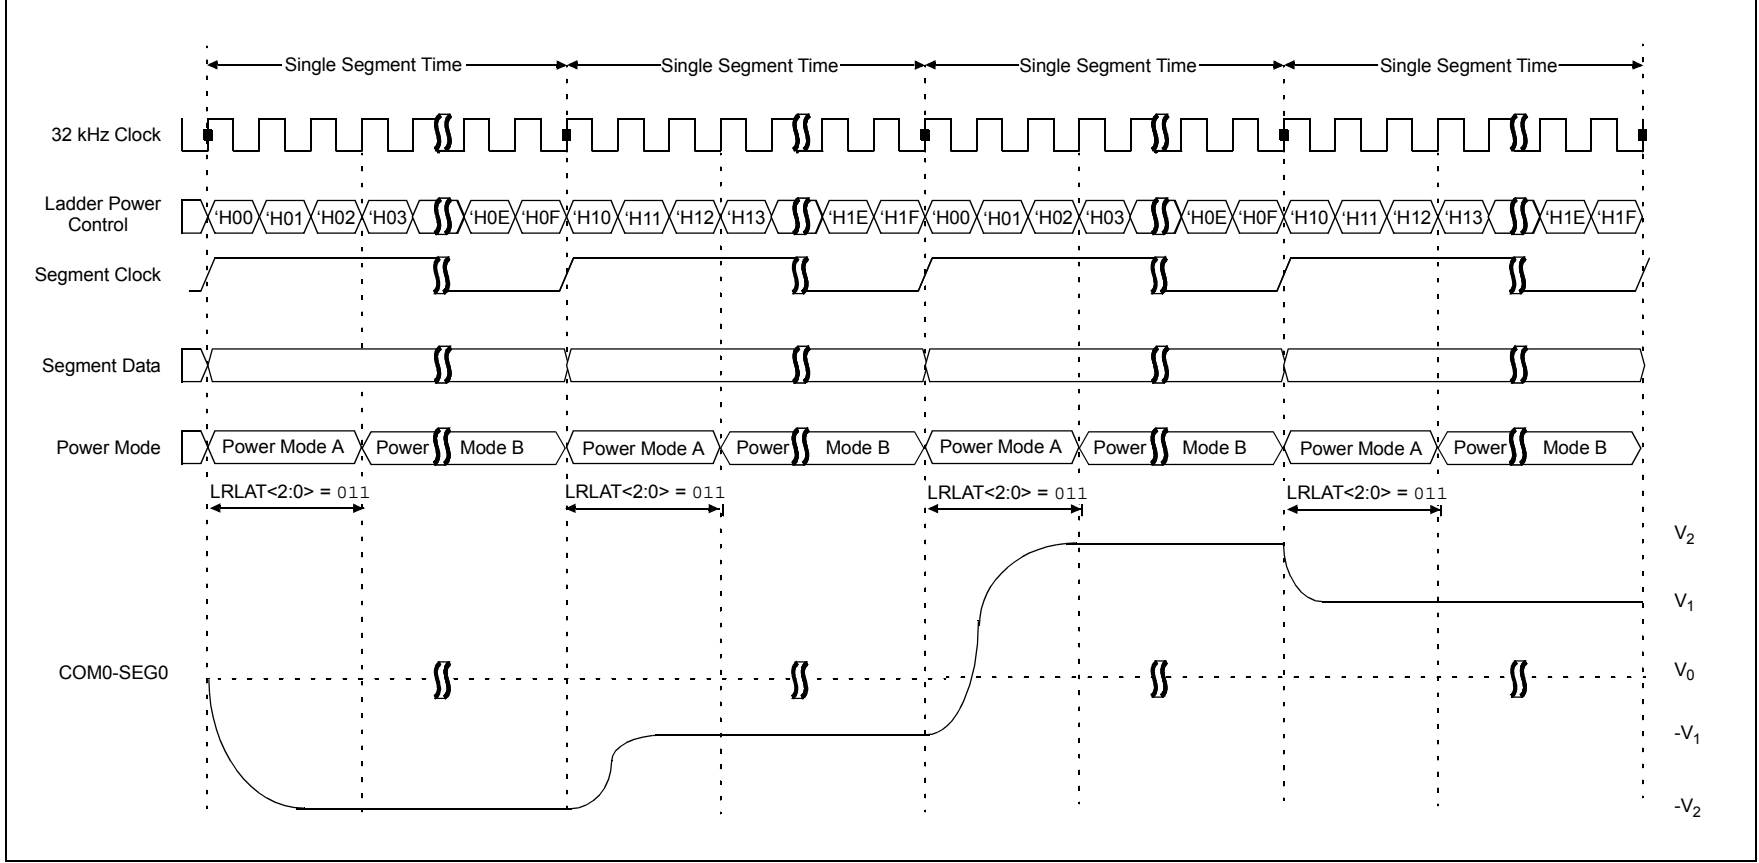 Single Segment Time Single Segment Time Single Segment Time Single Segment Time
32 kHz Clock
Ladder Power
Control
‘H00 ‘H01 ‘H02 ‘H03 ‘H0E ‘H0F ‘H10 ‘H11 ‘H12 ‘H13 ‘H1E ‘H1F ‘H00 ‘H01 ‘H02 ‘H03 ‘H0E ‘H0F ‘H10 ‘H11 ‘H12 ‘H13 ‘H1E ‘H1F
Segment Clock
Segment Data
Power Mode Power Mode A Power Mode B Power Mode A Power Mode B Power Mode A Power Mode B Power Mode A Power Mode B
LRLAT<2:0> = 011 LRLAT<2:0> = 011 LRLAT<2:0> = 011 LRLAT<2:0> = 011
V2
V1
COM0-SEG0 V0
-V1
-V2